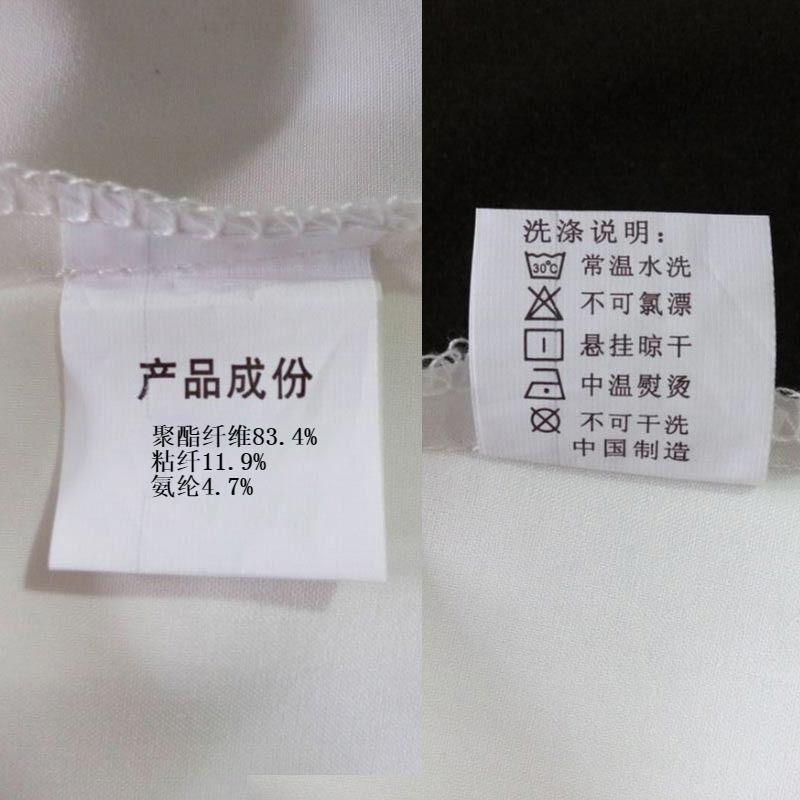 产品成份
聚酯纤维83.4%
粘纤11.9%
氨纶4.7%
洗涤说明：
30℃ 常温水洗
不可氯漂
悬挂晾干
中温熨烫
不可干洗
中国制造